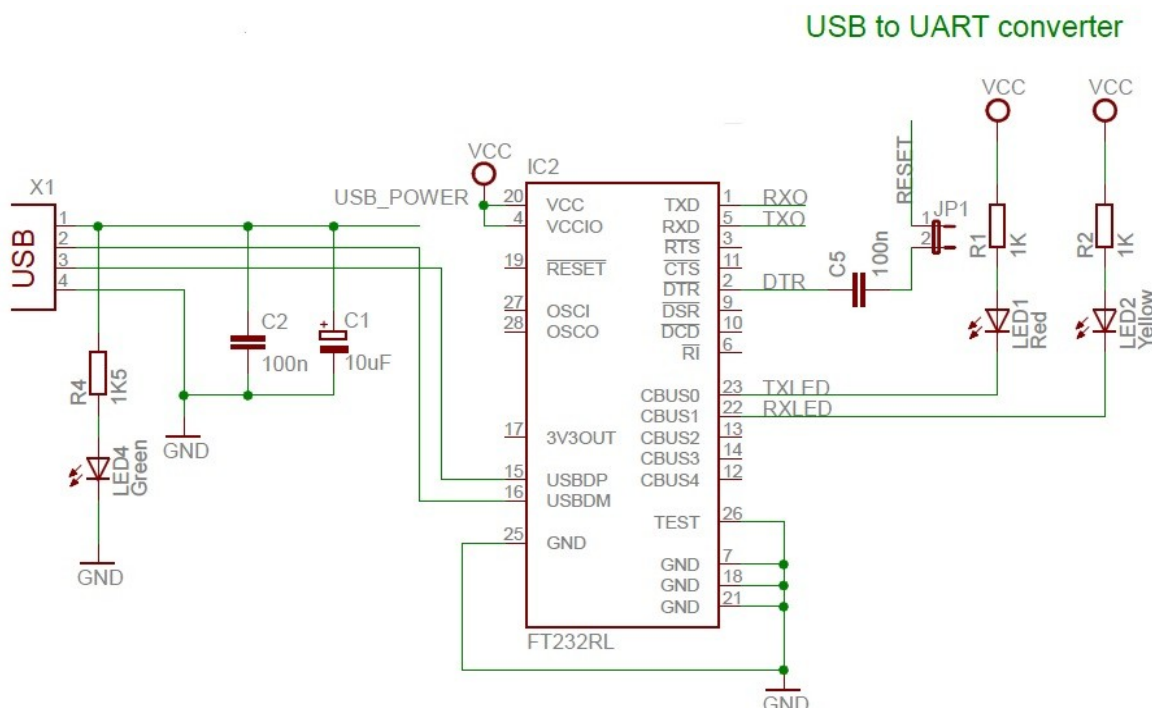 USB to UART converter
VCC
VCC
VCC
IC2
X1
USB_POWER
USB
1
2
3
4
20
VCC
4
VCCIO
19
RESET
27
OSCI
28
OSCO
17
3V3OUT
15
USBDP
16
USBDM
25
GND
TXD
1
RXO
RXD
5
TXO
RTS
3
CTS
11
DTR
2
DTR
DSR
9
DCD
10
RI
6
CBUS0
23
TXLED
CBUS1
22
RXLED
CBUS2
13
CBUS3
14
CBUS4
12
TEST
26
GND
7
GND
18
GND
21
FT232RL
GND
C5
100n
RESET
JP1
1
2
R1
1K
R2
1K
LED1
Red
LED2
Yellow
C2
100n
+
C1
10uF
R4
1K5
GND
LED4
Green
GND